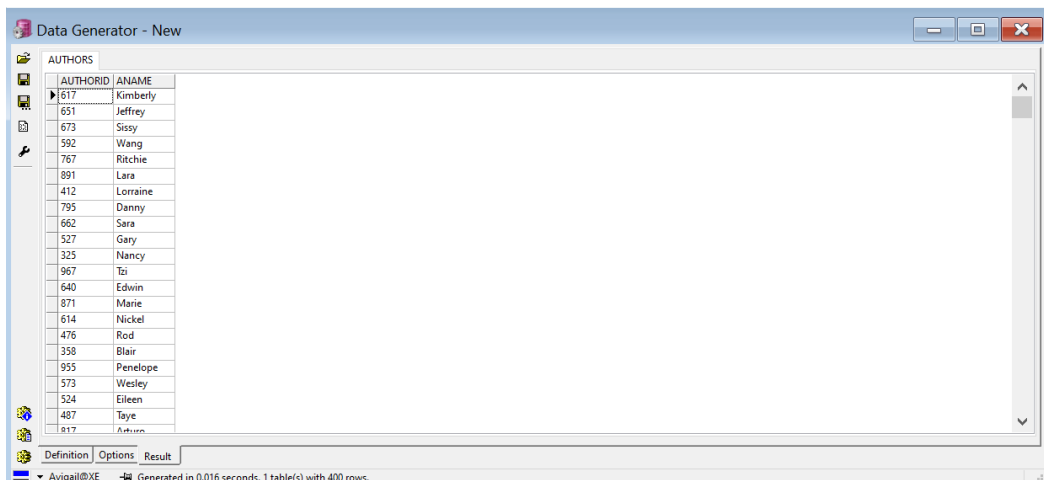 Data Generator - New
AUTHORS
AUTHORID ANAME
617 Kimberly
651 Jeffrey
673 Sissy
592 Wang
767 Ritchie
891 Lara
412 Lorraine
795 Danny
662 Sara
527 Gary
325 Nancy
967 Tzi
640 Edwin
871 Marie
614 Nickel
476 Rod
358 Blair
955 Penelope
573 Wesley
524 Eileen
487 Taye
817 Arturo
Definition Options Result
Avigail@XE Generated in 0.016 seconds, 1 table(s) with 400 rows.